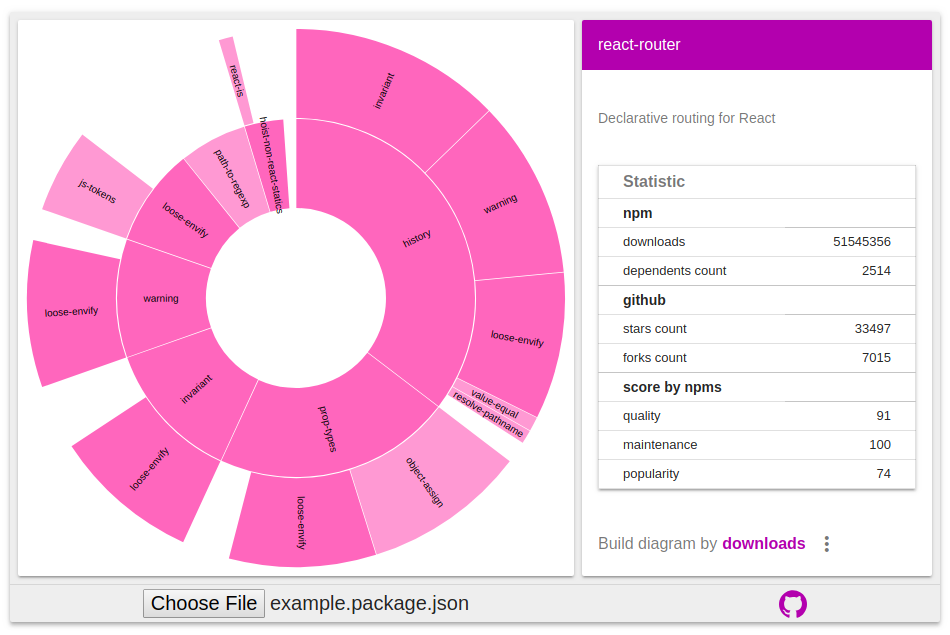 react-is
invariant
hoist-non-react-statics
path-to-regexp
js-tokens
loose-envify
warning
history
warning
loose-envify
loose-envify
invariant
value-equal
resolve-pathname
prop-types
object-assign
loose-envify
loose-envify
react-router
Declarative routing for React
Statistic
npm
downloads 51545356
dependents count 2514
github
stars count 33497
forks count 7015
score by npms
quality 91
maintenance 100
popularity 74
Build diagram by downloads
Choose File example.package.json